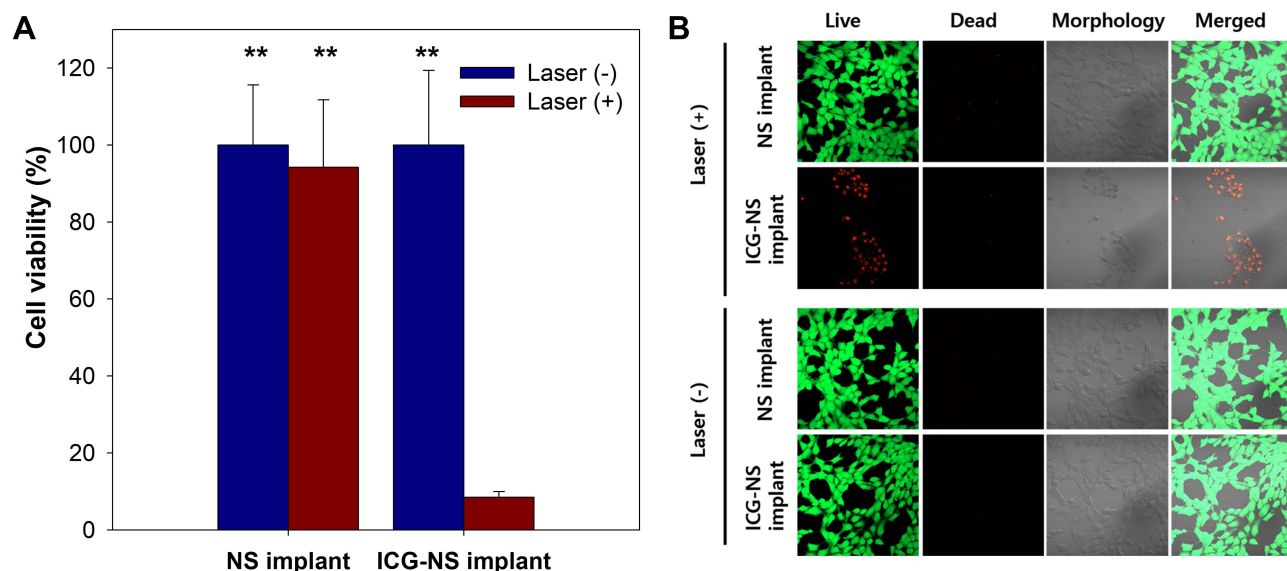 A
**
**
**
Laser (-)
Laser (+)
Cell viability (%)
120
100
80
60
40
20
0
NS implant
ICG-NS implant
B
Live
Dead
Morphology
Merged
Laser (+)
NS implant
ICG-NS
implant
Laser (-)
NS implant
ICG-NS
implant